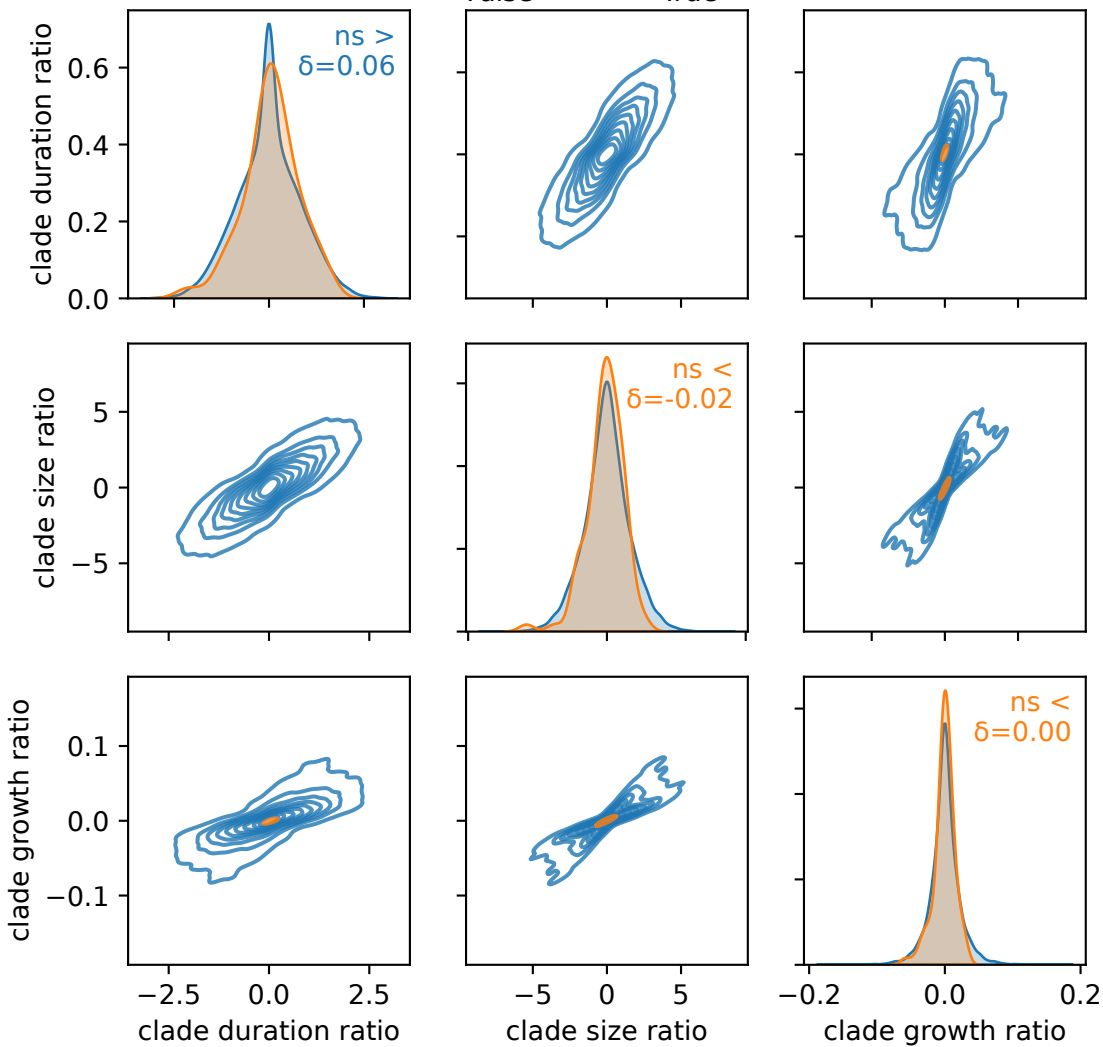 clade duration ratio
0.6
0.4
0.2
0.0
ns >
δ=0.06
clade size ratio
5
0
−5
ns <
δ=-0.02
clade growth ratio
0.1
0.0
−0.1
ns <
δ=0.00
−2.5 0.0 2.5
−5 0 5
−0.2 0.0 0.2
clade duration ratio
clade size ratio
clade growth ratio